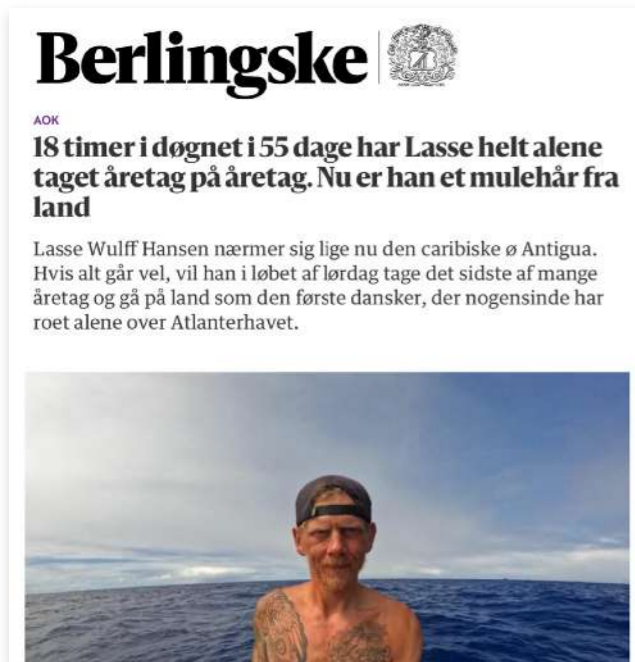 Berlingske
AOK
18 timer i døgnet i 55 dage har Lasse helt alene
taget åretag på åretag. Nu er han et mulehår fra
land
Lasse Wulff Hansen nærmer sig lige nu den caribiske ø Antigua.
Hvis alt går vel, vil han i løbet af lørdag tage det sidste af mange
åretag og gå på land som den første dansker, der nogensinde har
roet alene over Atlanterhavet.